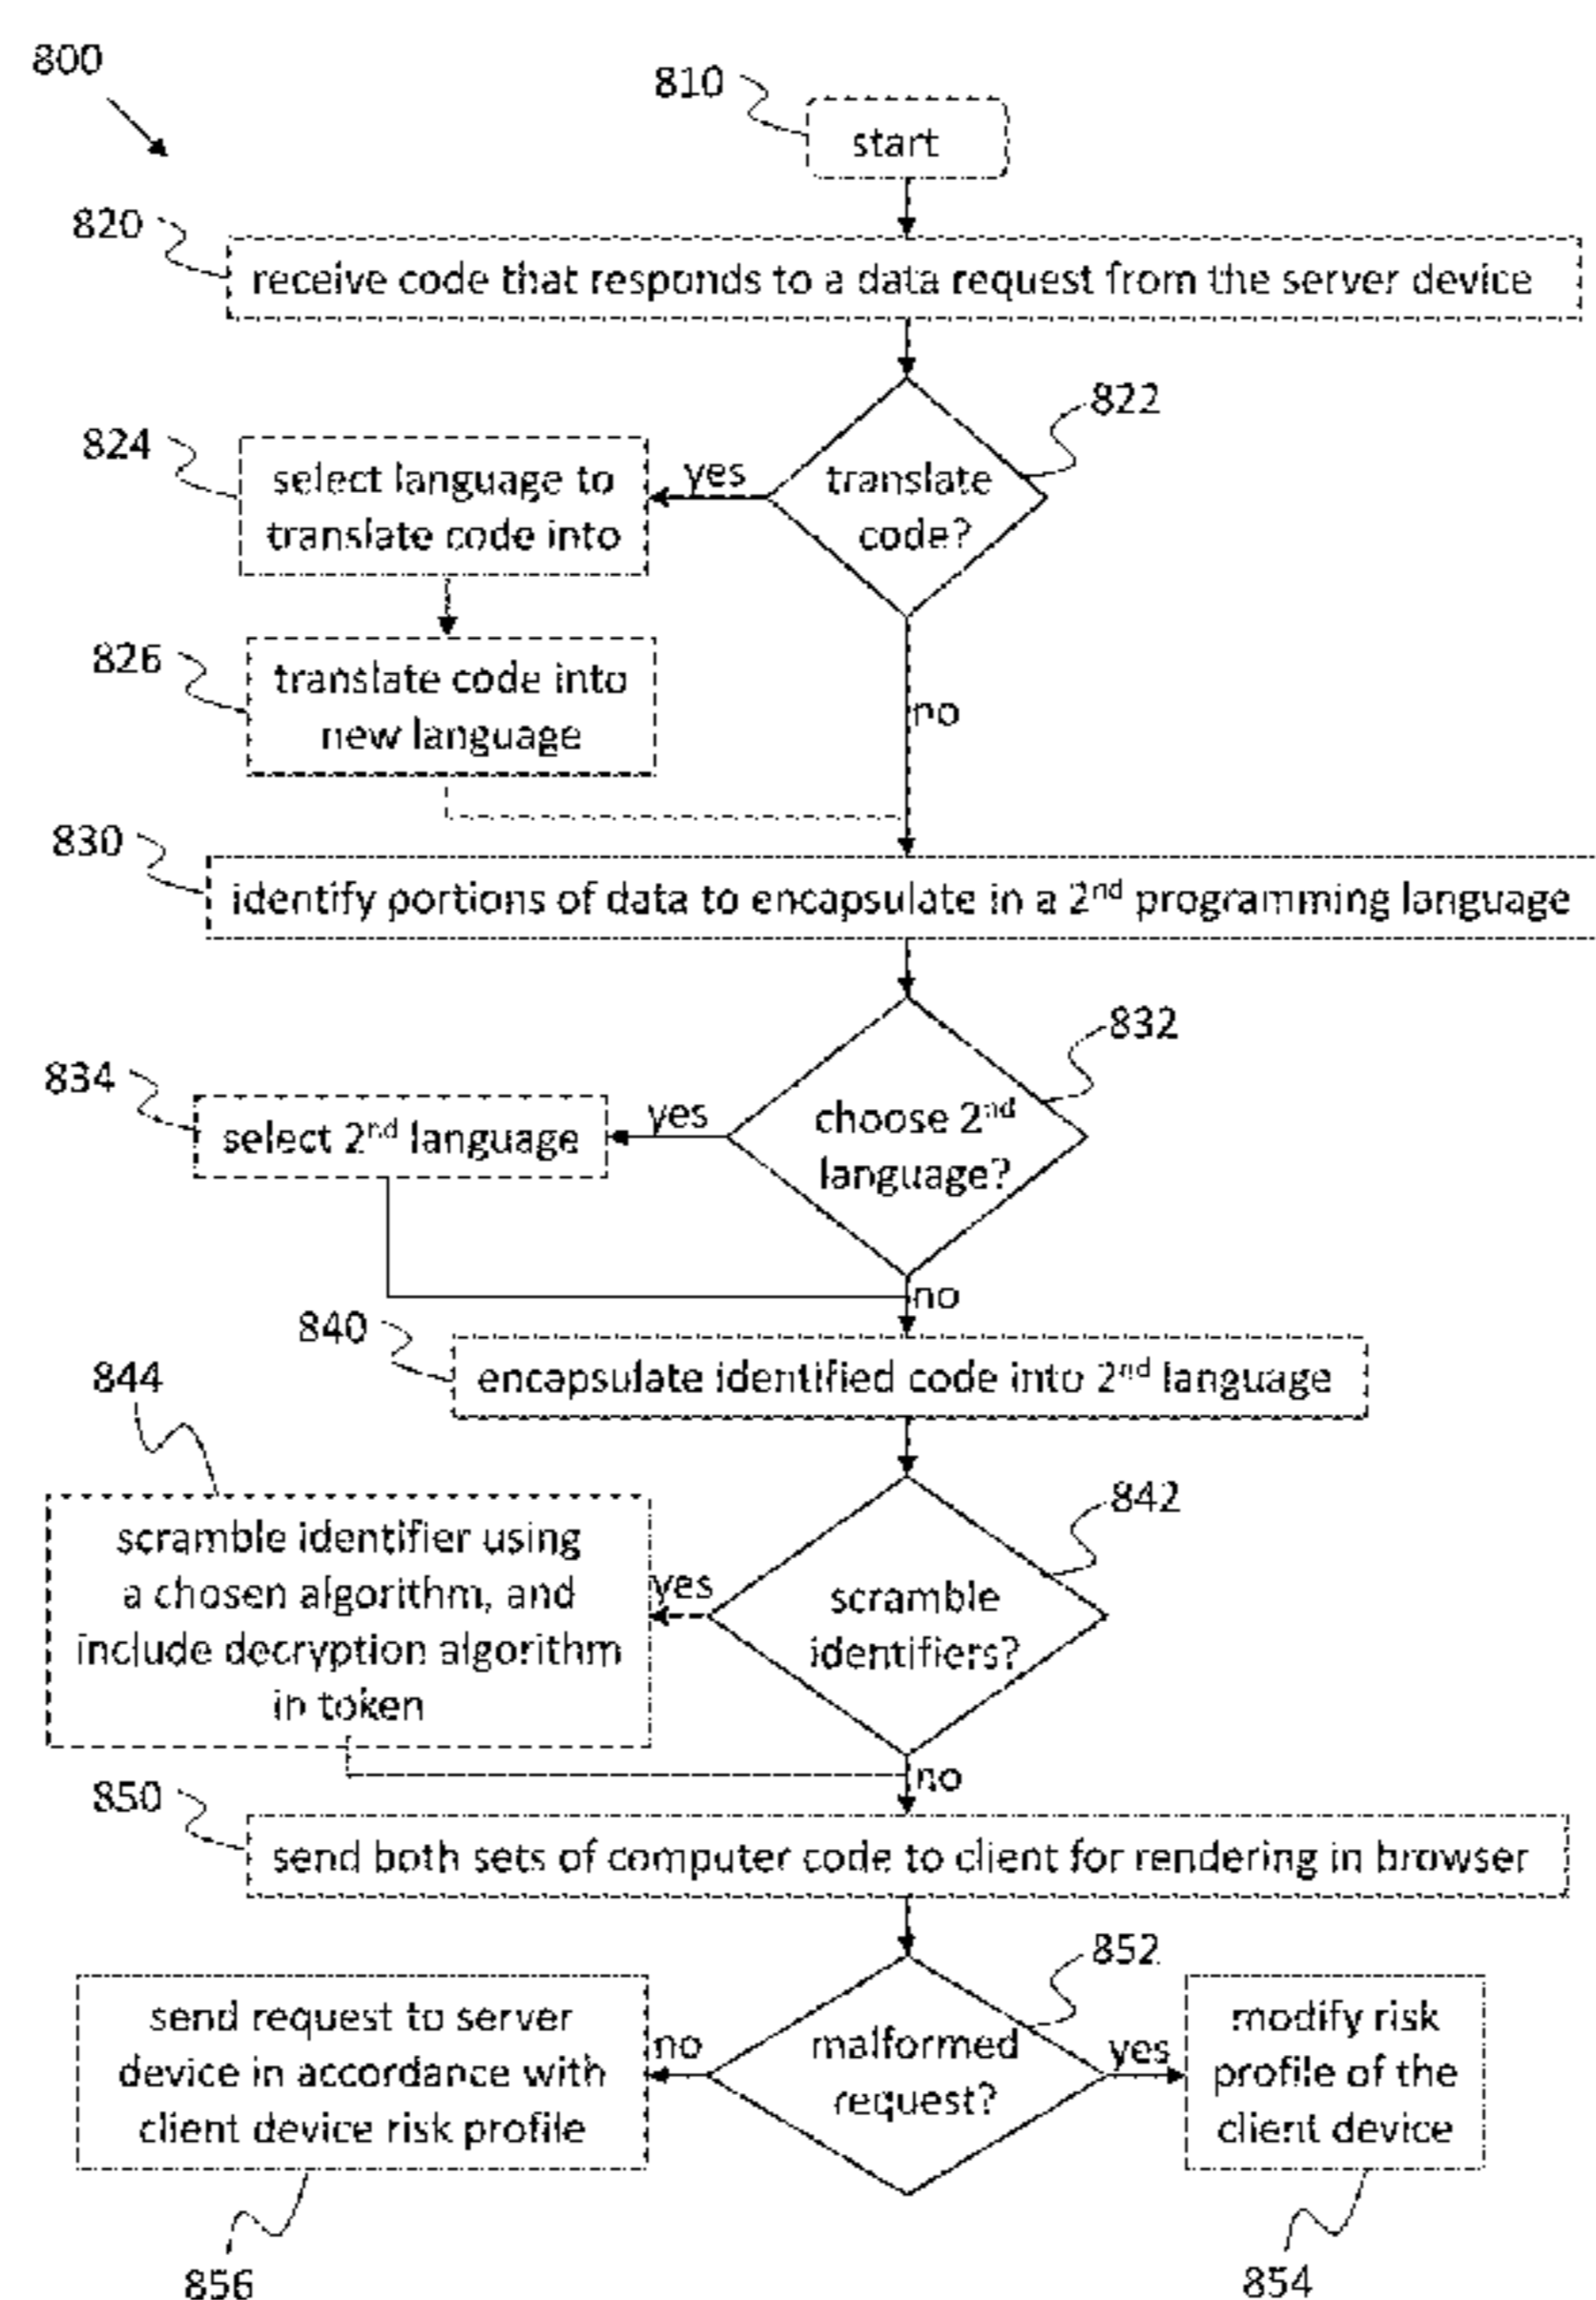 800
810
start
820
receive code that responds to a data request from the server device
822
824
select language to
translate code into
yes
translate
code?
826
translate code into
new language
no
830
identify portions of data to encapsulate in a 2nd programming language
832
834
select 2nd language
yes
choose 2nd
language?
no
840
encapsulate identified code into 2nd language
844
842
scramble identifier using
a chosen algorithm, and
include decryption algorithm
in token
yes
scramble
identifiers?
no
850
send both sets of computer code to client for rendering in browser
852
send request to server
device in accordance with
client device risk profile
no
malformed
request?
yes
modify risk
profile of the
client device
856
854